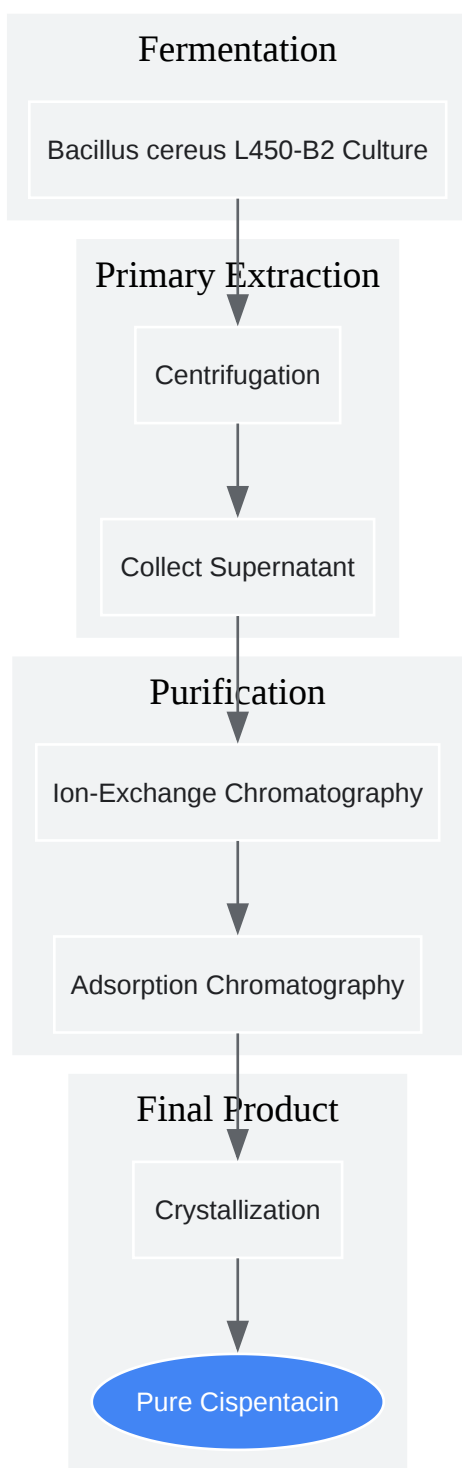 Fermentation
Bacillus cereus L450-B2 Culture
Primary Extraction
Centrifugation
Collect Supernatant
Purification
Ion-Exchange Chromatography
Adsorption Chromatography
Final Product
Crystallization
Pure Cispentacin